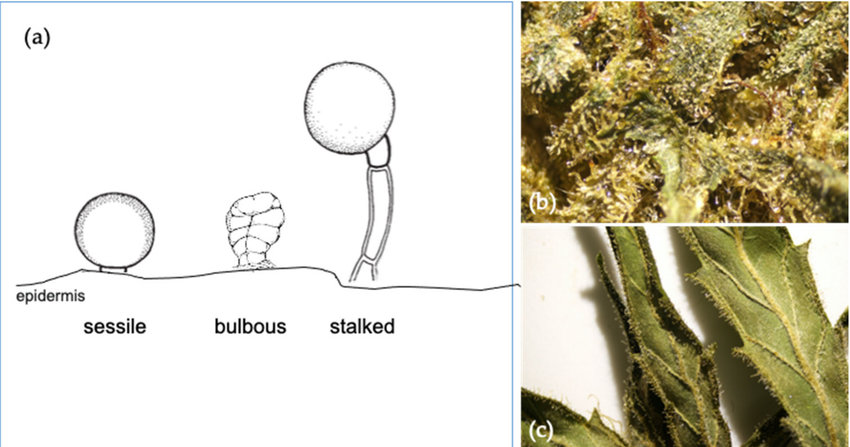 (a)
epidermis
sessile bulbous stalked
(b)
(c)